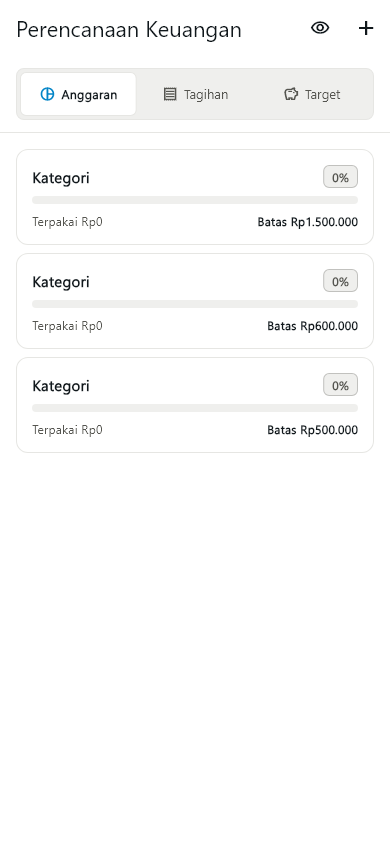 Perencanaan Keuangan
Anggaran
Tagihan
Target
Kategori
0%
Terpakai Rp0
Batas Rp1.500.000
Kategori
0%
Terpakai Rp0
Batas Rp600.000
Kategori
0%
Terpakai Rp0
Batas Rp500.000